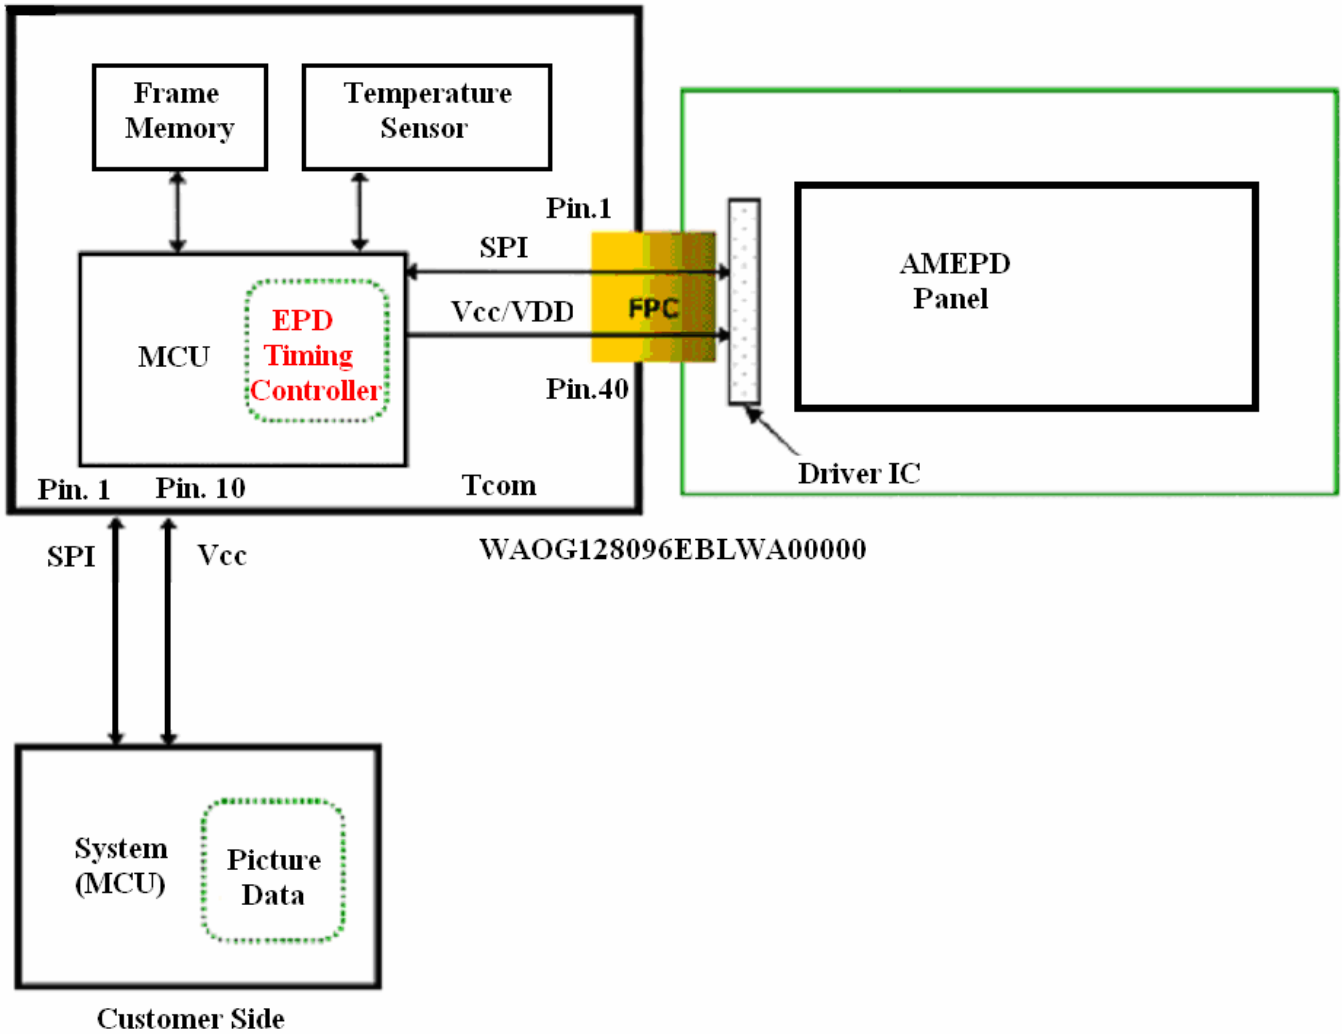 Frame
Memory
Temperature
Sensor
Pin.1
SPI
Vcc/VDD
FPC
AMEPD
Panel
EPD
Timing
Controller
MCU
Pin.40
Driver IC
Pin. 1
Pin. 10
Tcom
WAOG128096EBLWA00000
SPI
Vcc
System
(MCU)
Picture
Data
Customer Side